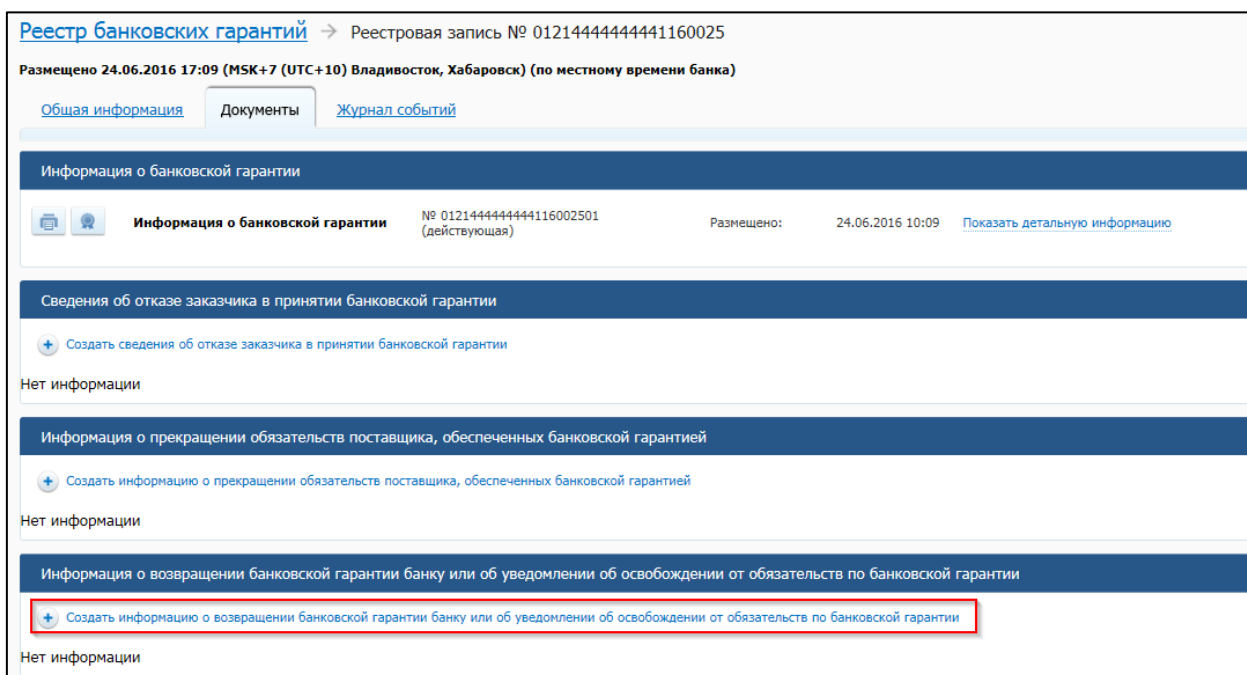 Реестр банковских гарантий → Реестровая запись № 01214444444441160025
Размещено 24.06.2016 17:09 (MSK+7 (UTC+10) Владивосток, Хабаровск) (по местному времени банка)
Общая информация Документы Журнал событий
Информация о банковской гарантии
Информация о банковской гарантии № 0121444444444116002501 Размещено: 24.06.2016 10:09 Показать детальную информацию
(действующая)
Сведения об отказе заказчика в принятии банковской гарантии
Создать сведения об отказе заказчика в принятии банковской гарантии
Нет информации
Информация о прекращении обязательств поставщика, обеспеченных банковской гарантией
Создать информацию о прекращении обязательств поставщика, обеспеченных банковской гарантией
Нет информации
Информация о возвращении банковской гарантии банку или об уведомлении об освобождении от обязательств по банковской гарантии
Создать информацию о возвращении банковской гарантии банку или об уведомлении об освобождении от обязательств по банковской гарантии
Нет информации